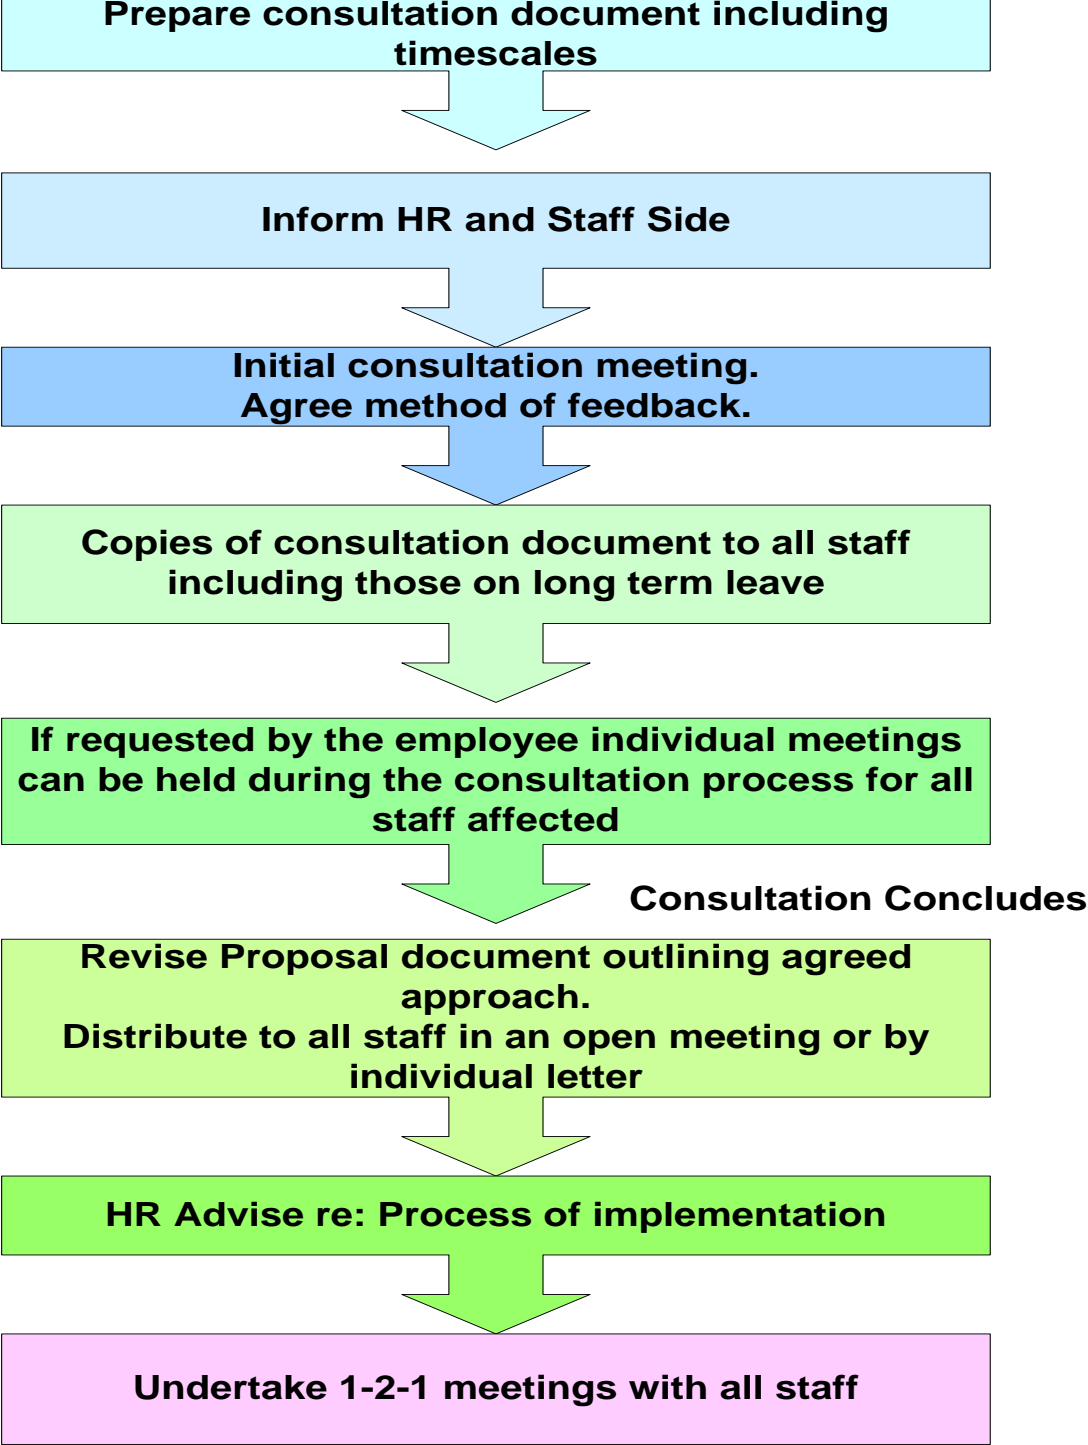 Prepare consultation document including
timescales
Inform HR and Staff Side
Initial consultation meeting.
Agree method of feedback.
Copies of consultation document to all staff
including those on long term leave
If requested by the employee individual meetings
can be held during the consultation process for all
staff affected
Consultation Concludes
Revise Proposal document outlining agreed
approach.
Distribute to all staff in an open meeting or by
individual letter
HR Advise re: Process of implementation
Undertake 1-2-1 meetings with all staff